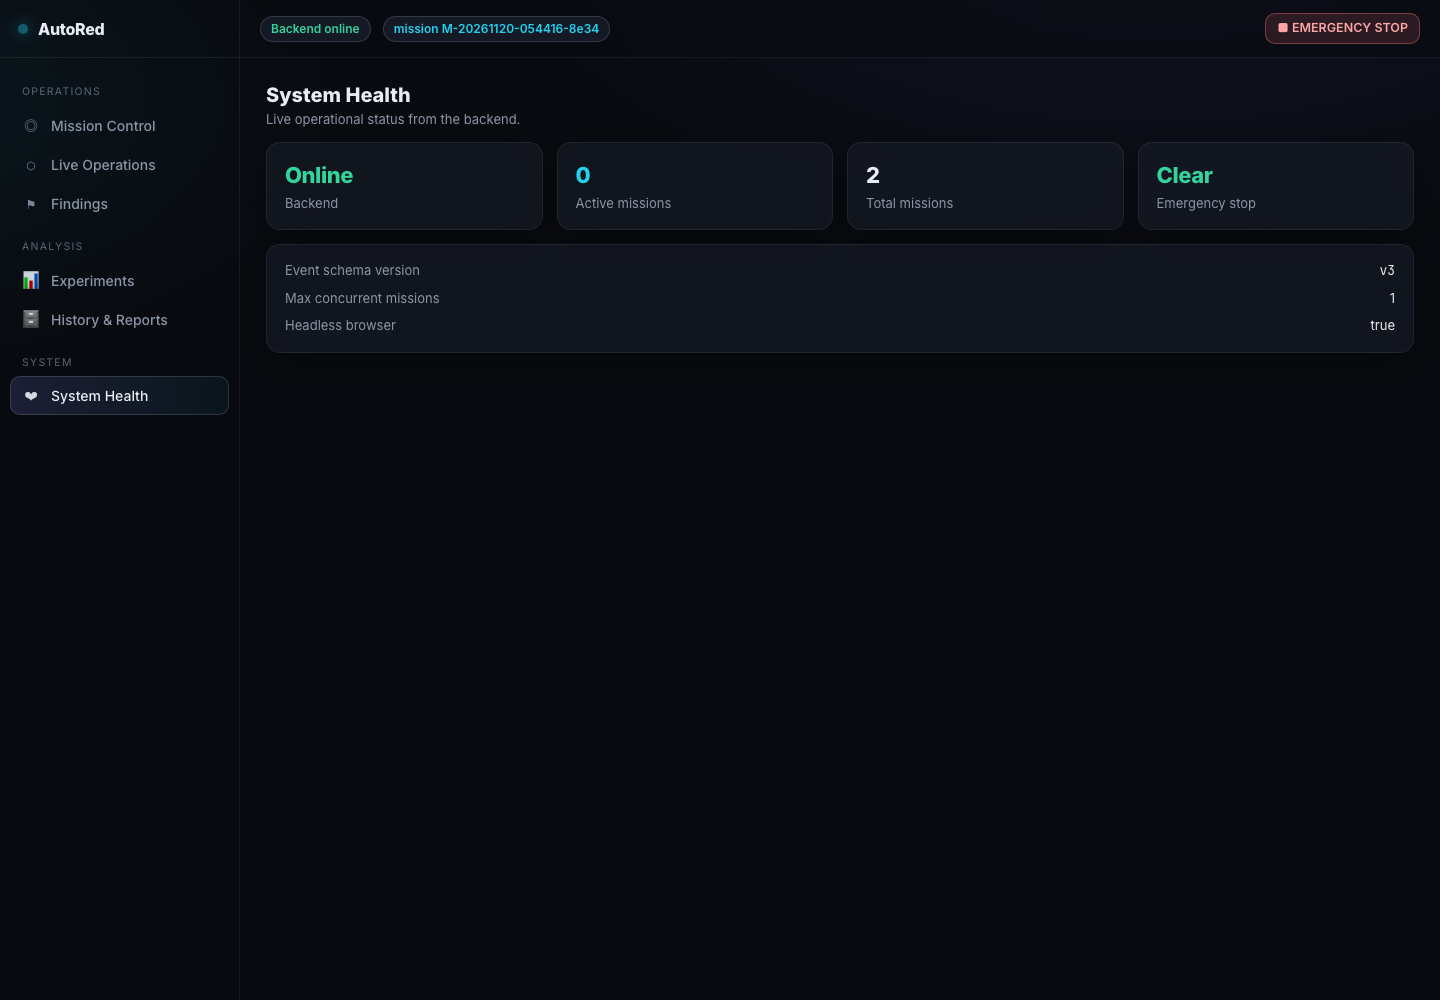 AutoRed
Backend online
mission M-20261120-054416-8e34
EMERGENCY STOP
OPERATIONS
Mission Control
Live Operations
Findings
ANALYSIS
Experiments
History & Reports
SYSTEM
System Health
System Health
Live operational status from the backend.
Online
Backend
0
Active missions
2
Total missions
Clear
Emergency stop
Event schema version v3
Max concurrent missions 1
Headless browser true